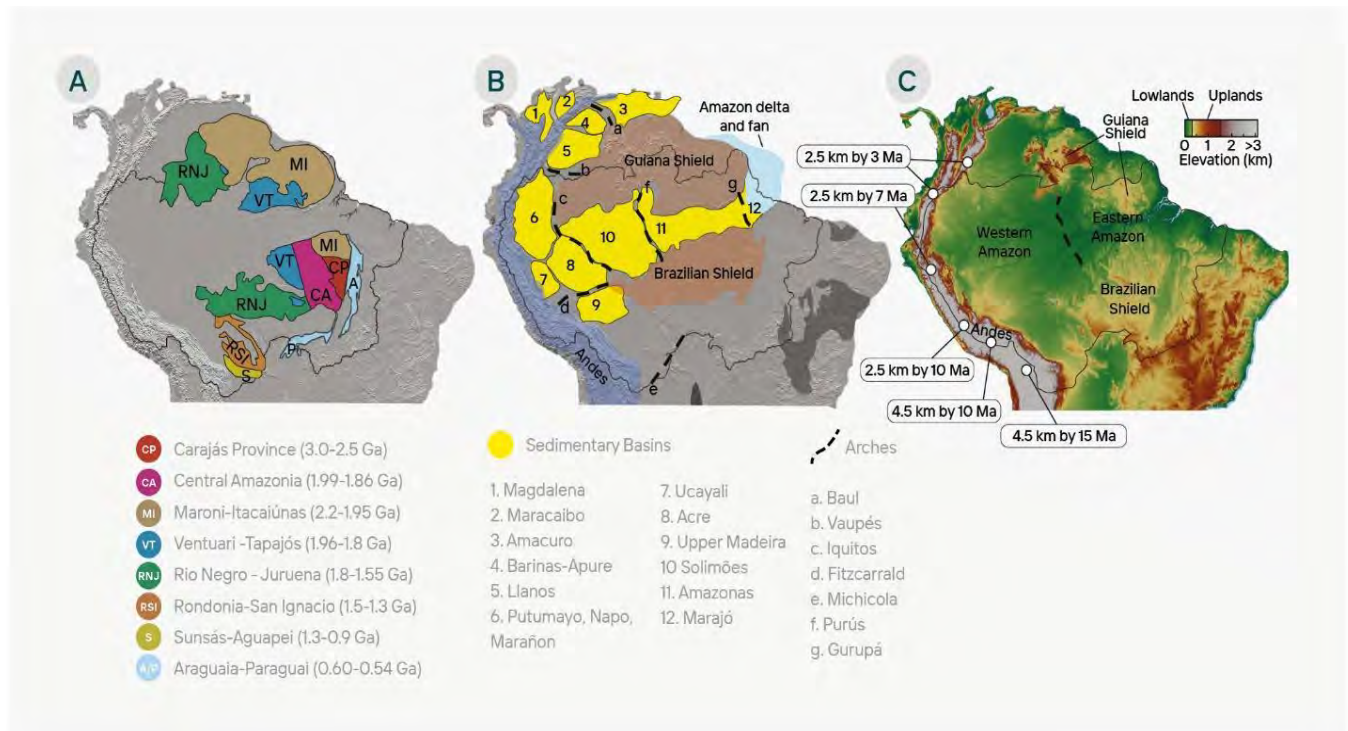 A
RNJ
MI
VT
MI
VT
CP
CA
A
RNJ
P
RSI
S
CP Carajás Province (3.0-2.5 Ga)
CA Central Amazonia (1.99-1.86 Ga)
MI Maroni-Itacaiúnas (2.2-1.95 Ga)
VT Ventuari -Tapajós (1.96-1.8 Ga)
RNJ Rio Negro - Juruena (1.8-1.55 Ga)
RSI Rondonia-San Ignacio (1.5-1.3 Ga)
S Sunsás-Aguapei (1.3-0.9 Ga)
A/P Araguaia-Paraguai (0.60-0.54 Ga)
B
1
2
3
4
a
5
Amazon delta
and fan
Guiana Shield
b
c
f
g
6
10
11
12
8
7
Brazilian Shield
d
9
Andes
e
Sedimentary Basins
1. Magdalena
2. Maracaibo
3. Amacuro
4. Barinas-Apure
5. Llanos
6. Putumayo, Napo,
Marañon
7. Ucayali
8. Acre
9. Upper Madeira
10 Solimões
11. Amazonas
12. Marajó
Arches
a. Baul
b. Vaupés
c. Iquitos
d. Fitzcarrald
e. Michicola
f. Purús
g. Gurupá
C
Lowlands Uplands
0 1 2 >3
Elevation (km)
Guiana
Shield
2.5 km by 3 Ma
2.5 km by 7 Ma
Western
Amazon
Eastern
Amazon
Brazilian
Shield
Andes
2.5 km by 10 Ma
4.5 km by 10 Ma
4.5 km by 15 Ma